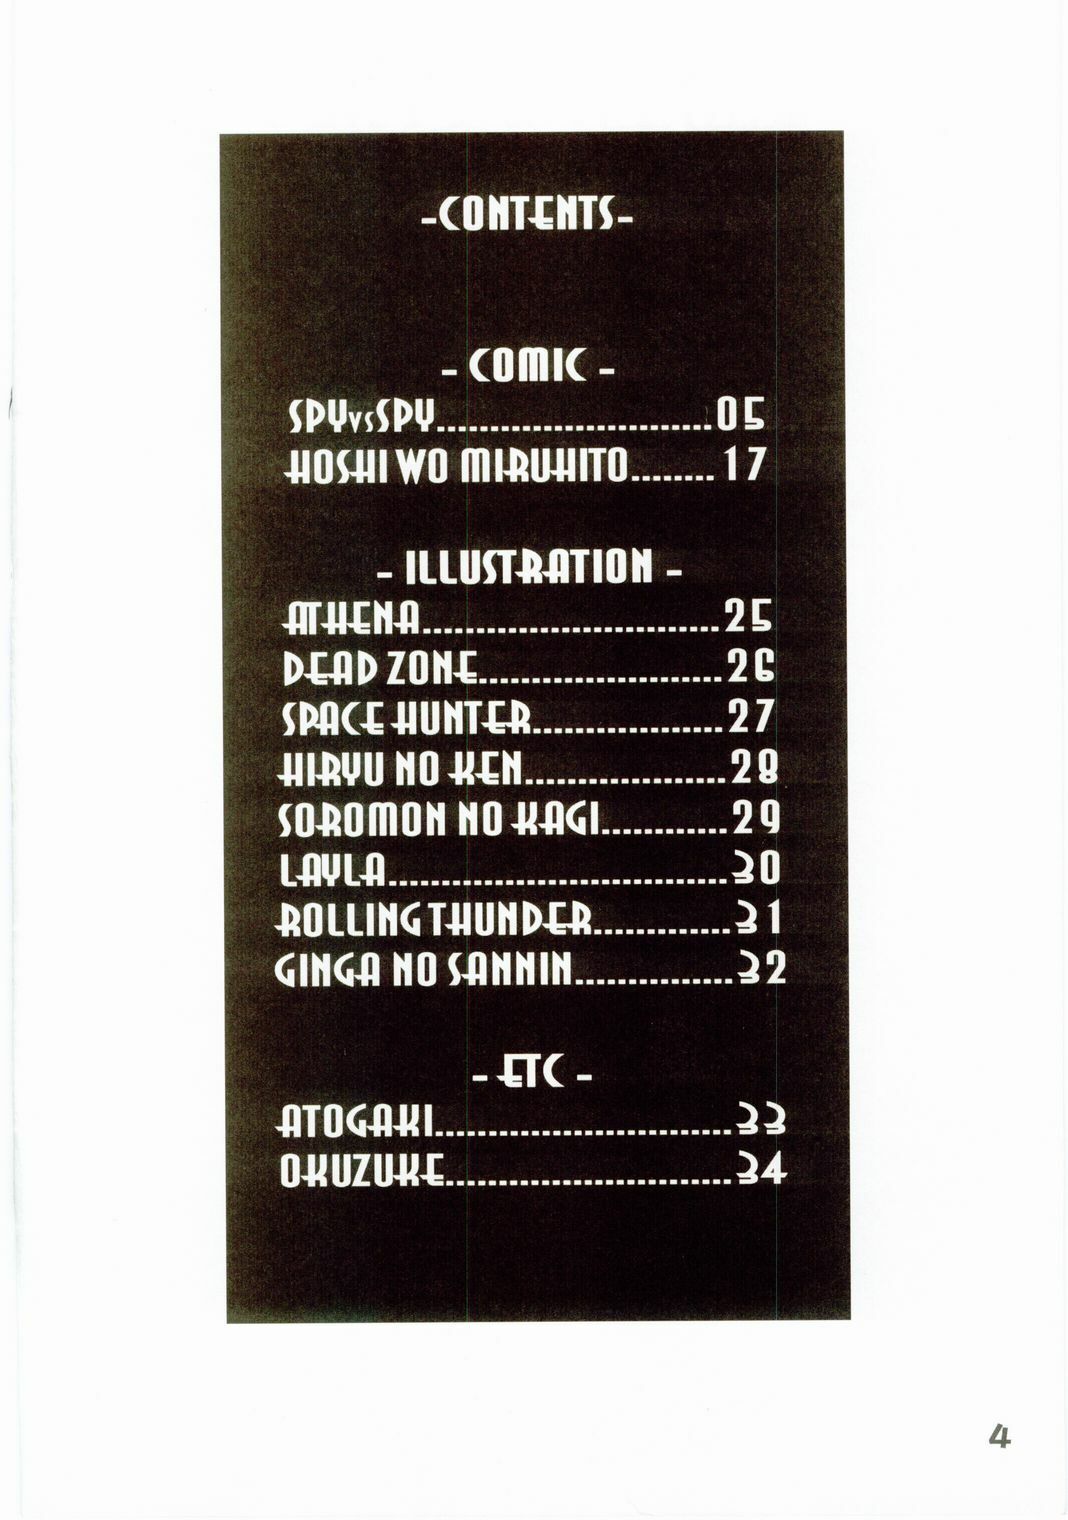 -CONTENTS-
- COMIC -
SPYvsSPY..........................05
HOSHI WO MIRUHITO........17
- ILLUSTRATION -
ATHENA............................25
DEAD ZONE.......................26
SPACE HUNTER..................27
HIRYU NO KEN...................28
SOROMON NO KAGI............29
LAYLA................................30
ROLLING THUNDER.............31
GINGA NO SANNIN...............32
- ETC -
ATOGAKI............................33
OKUZUKE...........................34
4